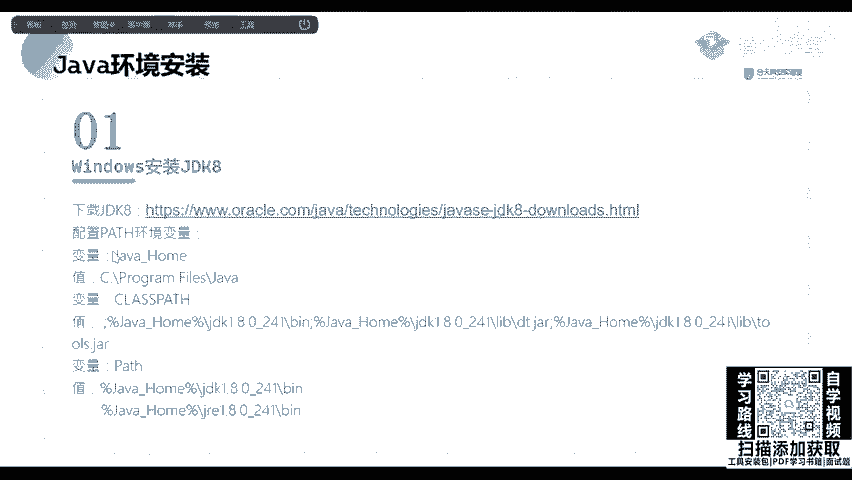 Java环境安装
01
Windows安装JDK8
下载JDK8：https://www.oracle.com/java/technologies/javase-jdk8-downloads.html
配置PATH环境变量：
变量：Java_Home
值：C:\Program Files\Java
变量：CLASSPATH
值：.;%Java_Home%\jdk1.8.0_241\bin;%Java_Home%\jdk1.8.0_241\lib\dt.jar;%Java_Home%\jdk1.8.0_241\lib\to
ols.jar
变量：Path
值：%Java_Home%\jdk1.8.0_241\bin
%Java_Home%\jre1.8.0_241\bin
学习路线
自学视频
扫描添加获取
工具安装包|PDF学习书籍|面试题